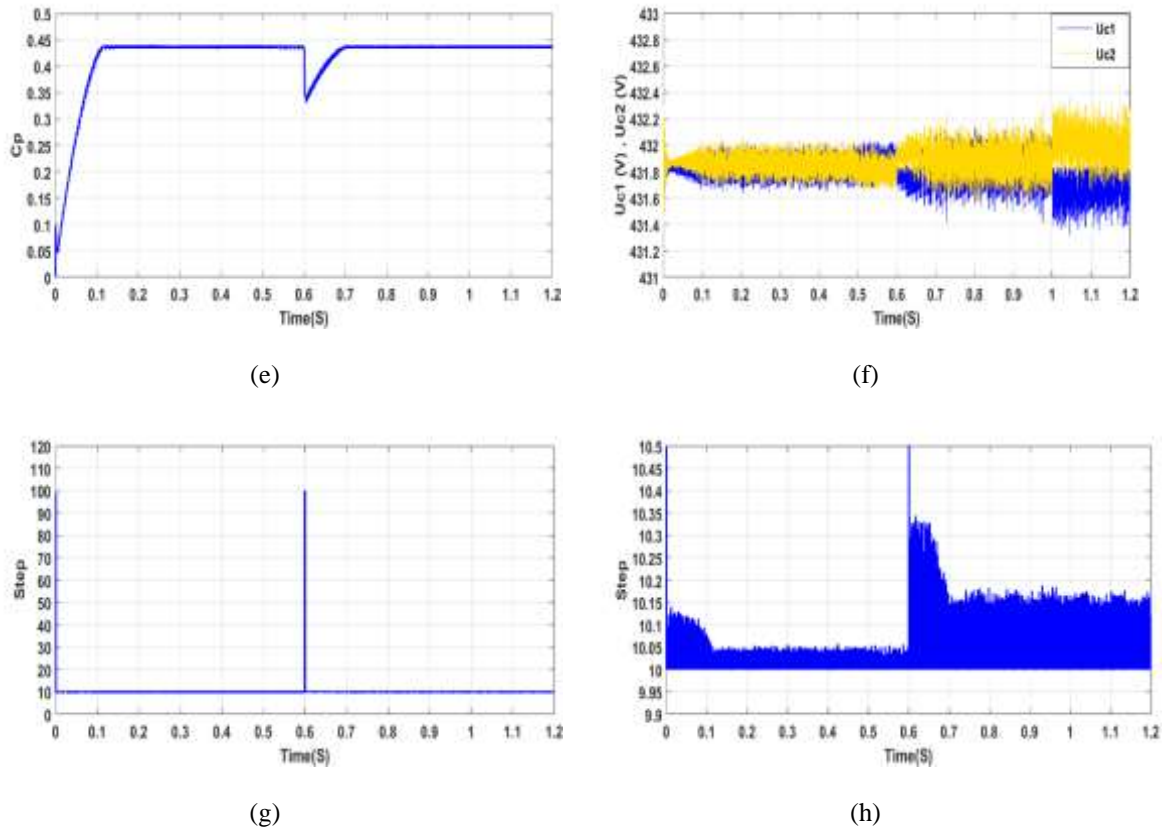 0.5
0.45
0.4
0.35
0.3
0.25
0.2
0.15
0.1
0.05
0
Cp
0 0.1 0.2 0.3 0.4 0.5 0.6 0.7 0.8 0.9 1 1.1 1.2
Time(S)
(e)
433
432.8
432.6
432.4
432.2
432
431.8
431.6
431.4
431.2
431
Uc1 (V) , Uc2 (V)
Uc1
Uc2
0 0.1 0.2 0.3 0.4 0.5 0.6 0.7 0.8 0.9 1 1.1 1.2
Time(S)
(f)
120
110
100
90
80
70
60
50
40
30
20
10
0
Step
0 0.1 0.2 0.3 0.4 0.5 0.6 0.7 0.8 0.9 1 1.1 1.2
Time(S)
(g)
10.5
10.45
10.4
10.35
10.3
10.25
10.2
10.15
10.1
10.05
10
9.95
9.9
Step
0 0.1 0.2 0.3 0.4 0.5 0.6 0.7 0.8 0.9 1 1.1 1.2
Time(S)
(h)